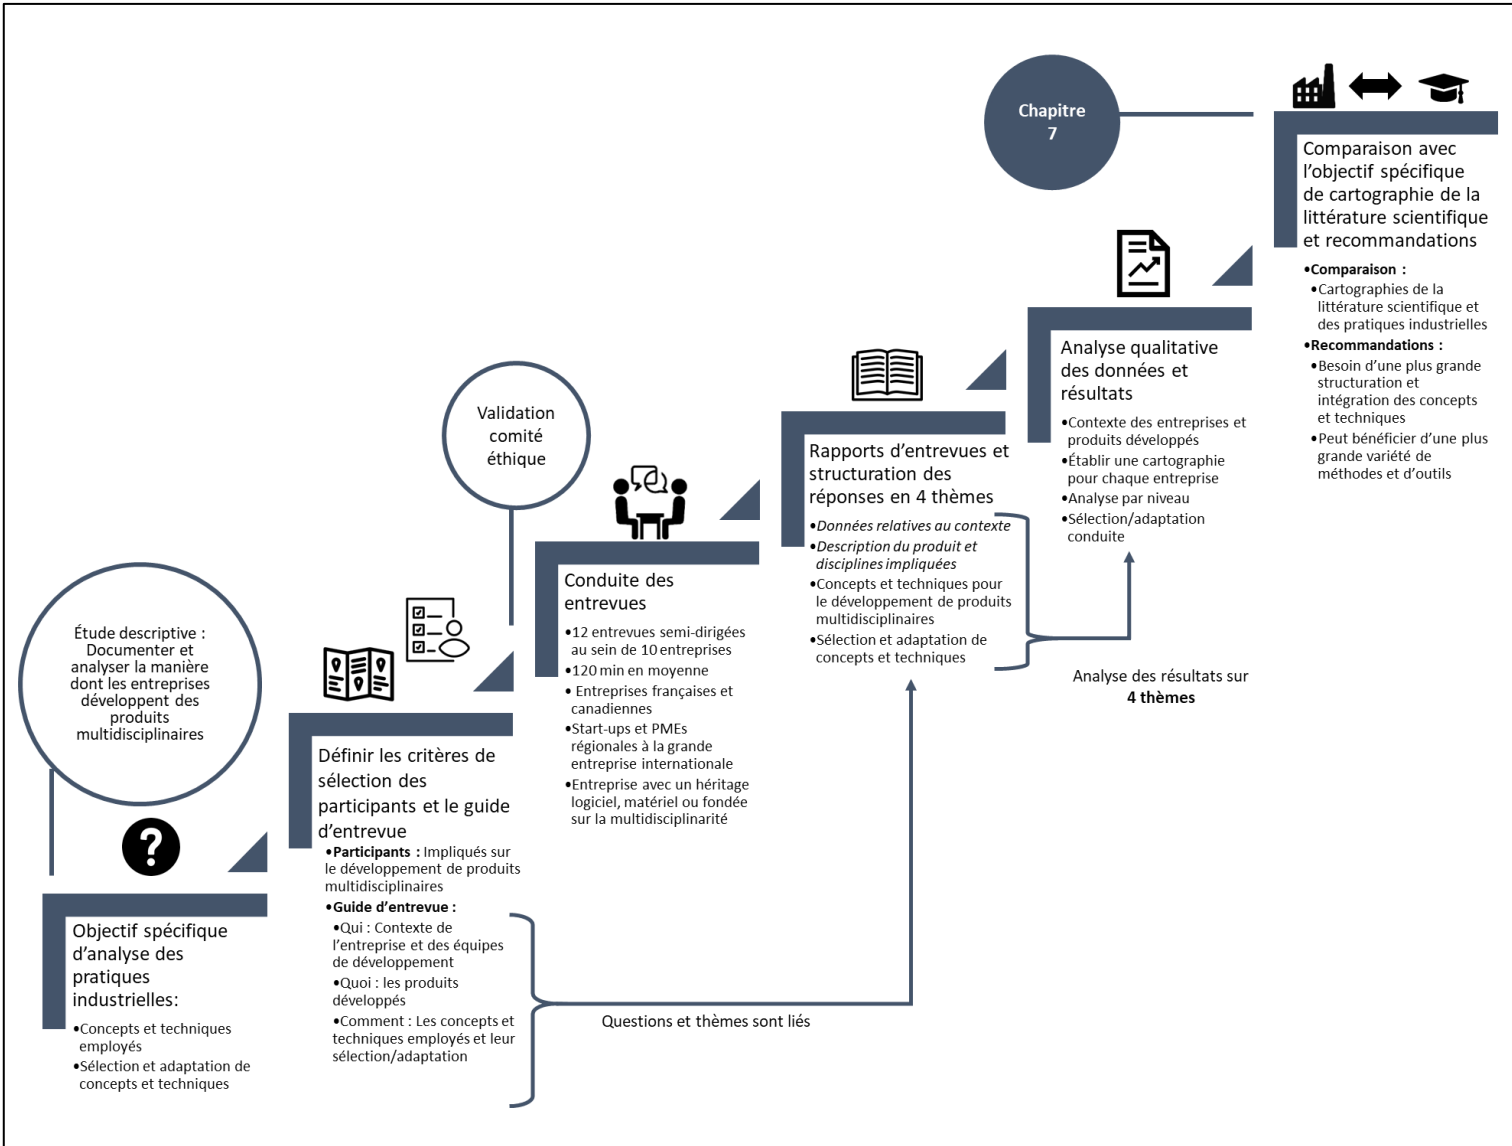 Étude descriptive :
Documenter et
analyser la manière
dont les entreprises
développent des
produits
multidisciplinaires
Objectif spécifique
d'analyse des
pratiques
industrielles:
•Concepts et techniques
employés
•Sélection et adaptation de
concepts et techniques
Définir les critères de
sélection des
participants et le guide
d'entrevue
•Participants : Impliqués sur
le développement de produits
multidisciplinaires
•Guide d'entrevue :
•Qui : Contexte de
l'entreprise et des équipes
de développement
•Quoi : les produits
développés
•Comment : Les concepts et
techniques employés et leur
sélection/adaptation
Questions et thèmes sont liés
Validation
comité
éthique
Conduite des
entrevues
•12 entrevues semi-dirigées
au sein de 10 entreprises
•120 min en moyenne
• Entreprises françaises et
canadiennes
•Start-ups et PMEs
régionales à la grande
entreprise internationale
•Entreprise avec un héritage
logiciel, matériel ou fondée
sur la multidisciplinarité
Rapports d'entrevues et
structuration des
réponses en 4 thèmes
•Données relatives au contexte
•Description du produit et
disciplines impliquées
•Concepts et techniques pour
le développement de produits
multidisciplinaires
•Sélection et adaptation de
concepts et techniques
Analyse des résultats sur
4 thèmes
Analyse qualitative
des données et
résultats
•Contexte des entreprises et
produits développés
•Établir une cartographie
pour chaque entreprise
•Analyse par niveau
•Sélection/adaptation
conduite
Chapitre
7
Comparaison avec
l'objectif spécifique
de cartographie de la
littérature scientifique
et recommandations
•Comparaison :
•Cartographies de la
littérature scientifique et
des pratiques industrielles
•Recommandations :
•Besoin d'une plus grande
structuration et
intégration des concepts
et techniques
•Peut bénéficier d'une plus
grande variété de
méthodes et d'outils